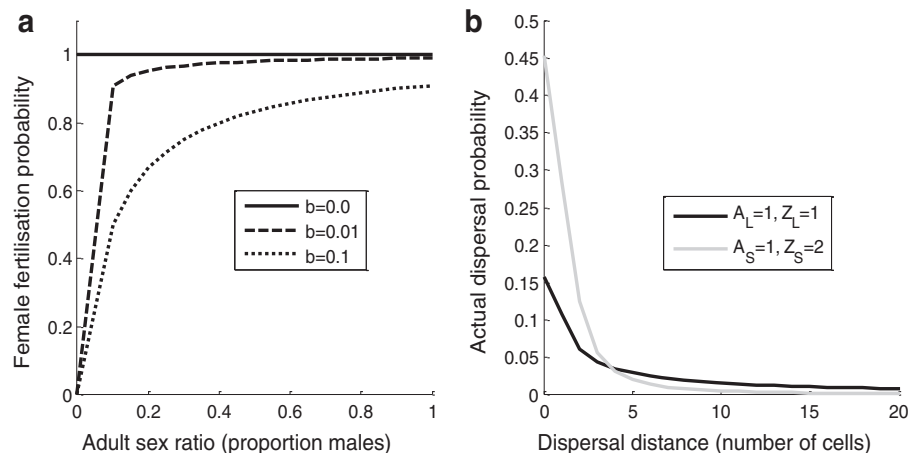 a
Female fertilisation probability
1
0.8
0.6
0.4
0.2
0
0 0.2 0.4 0.6 0.8 1
b=0.0
b=0.01
b=0.1
Adult sex ratio (proportion males)
b
Actual dispersal probability
0.5
0.45
0.4
0.35
0.3
0.25
0.2
0.15
0.1
0.05
0
0 5 10 15 20
A_L=1, Z_L=1
A_S=1, Z_S=2
Dispersal distance (number of cells)